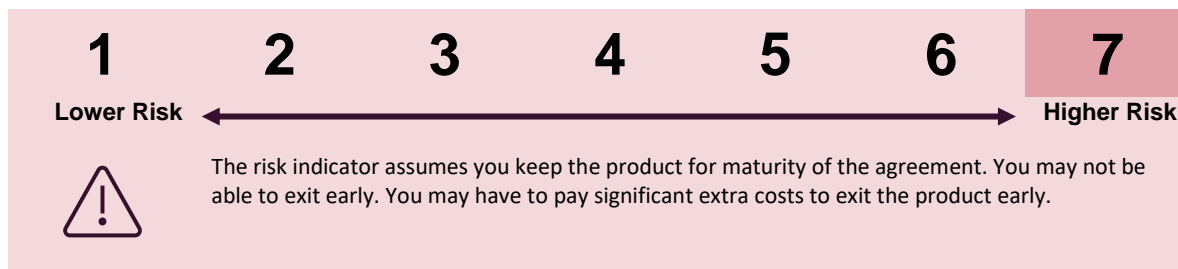 1 2 3 4 5 6 7
Lower Risk Higher Risk
The risk indicator assumes you keep the product for maturity of the agreement. You may not be
able to exit early. You may have to pay significant extra costs to exit the product early.